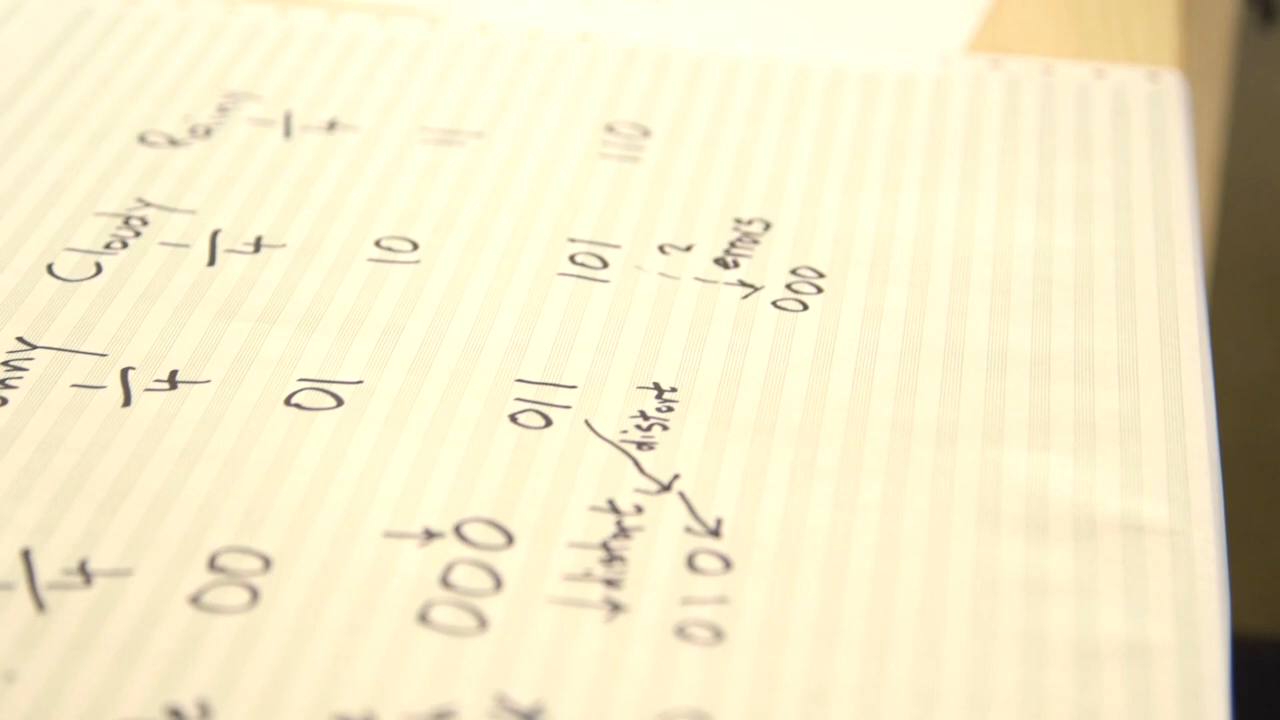 Cloudy Rainy
1/4 1/4 1/4 1/4
00 01 10 11
000 011 101 110
↓ distort distort ↓ 2 errors
010 000